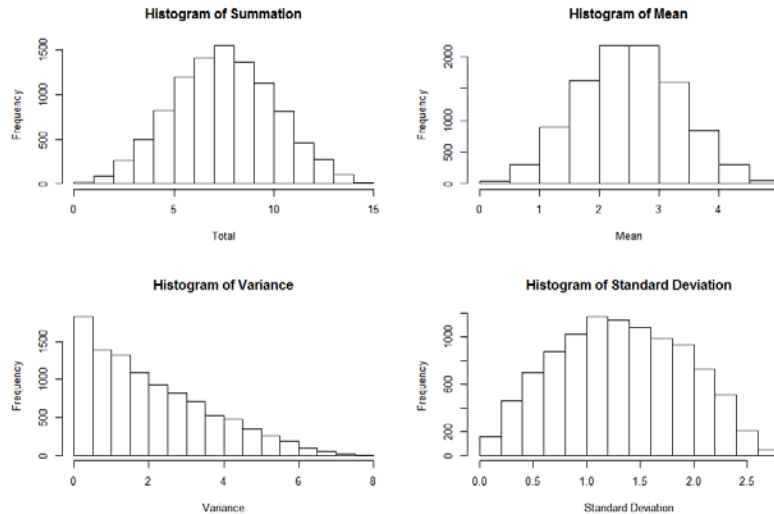 Histogram of Summation
Frequency
0 500 1000 1500
0 5 10 15
Total
Histogram of Mean
Frequency
0 500 1000 2000
0 1 2 3 4
Mean
Histogram of Variance
Frequency
0 500 1000 1500
0 2 4 6 8
Variance
Histogram of Standard Deviation
Frequency
0 200 600 1000
0.0 0.5 1.0 1.5 2.0 2.5
Standard Deviation